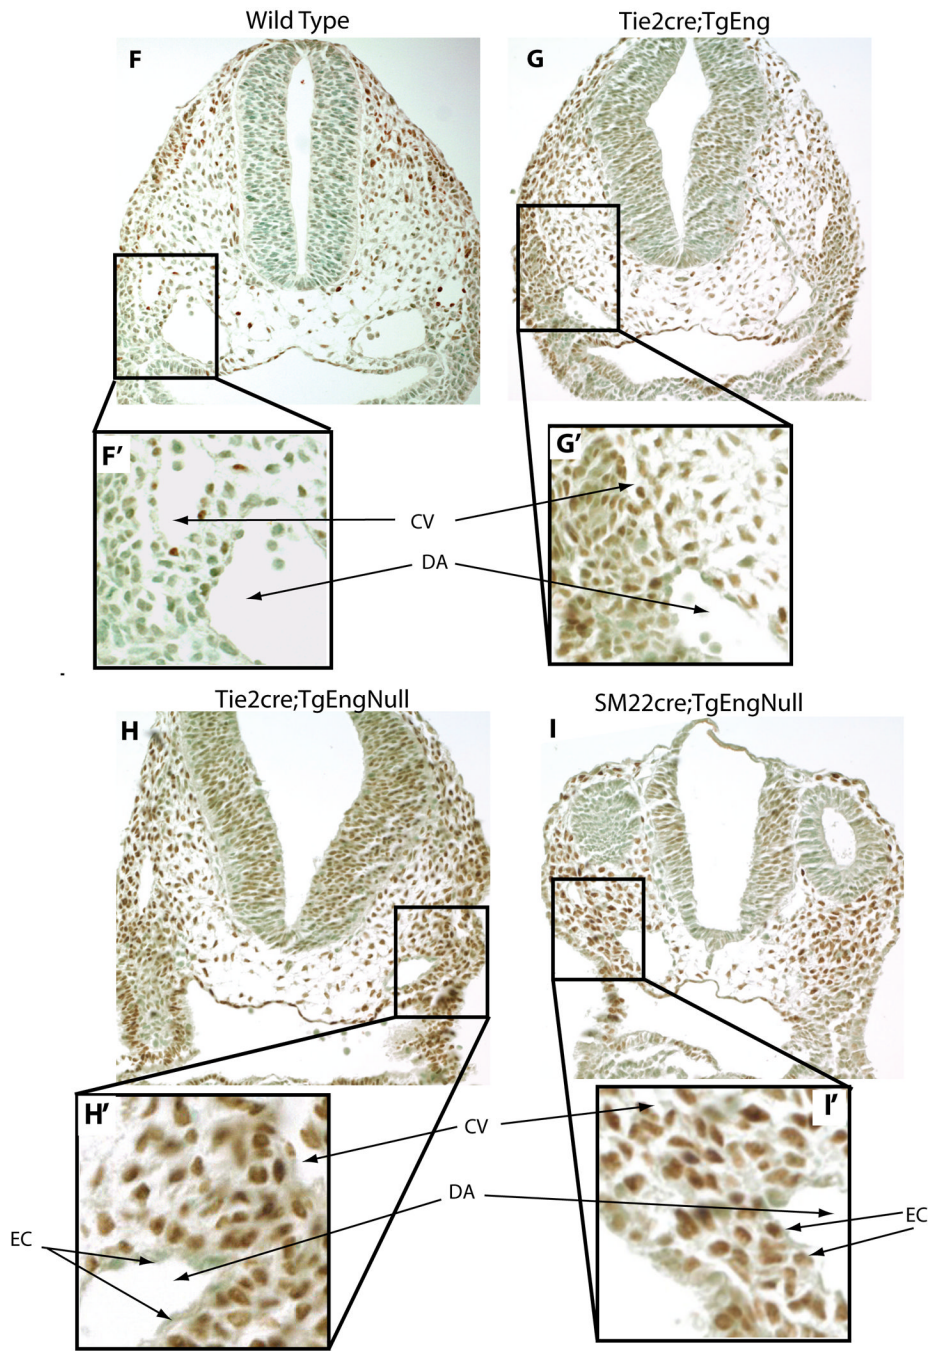 Wild Type
Tie2cre;TgEng
F
G
F'
G'
CV
DA
-
Tie2cre;TgEngNull
SM22cre;TgEngNull
H
I
H'
I'
CV
DA
EC
EC